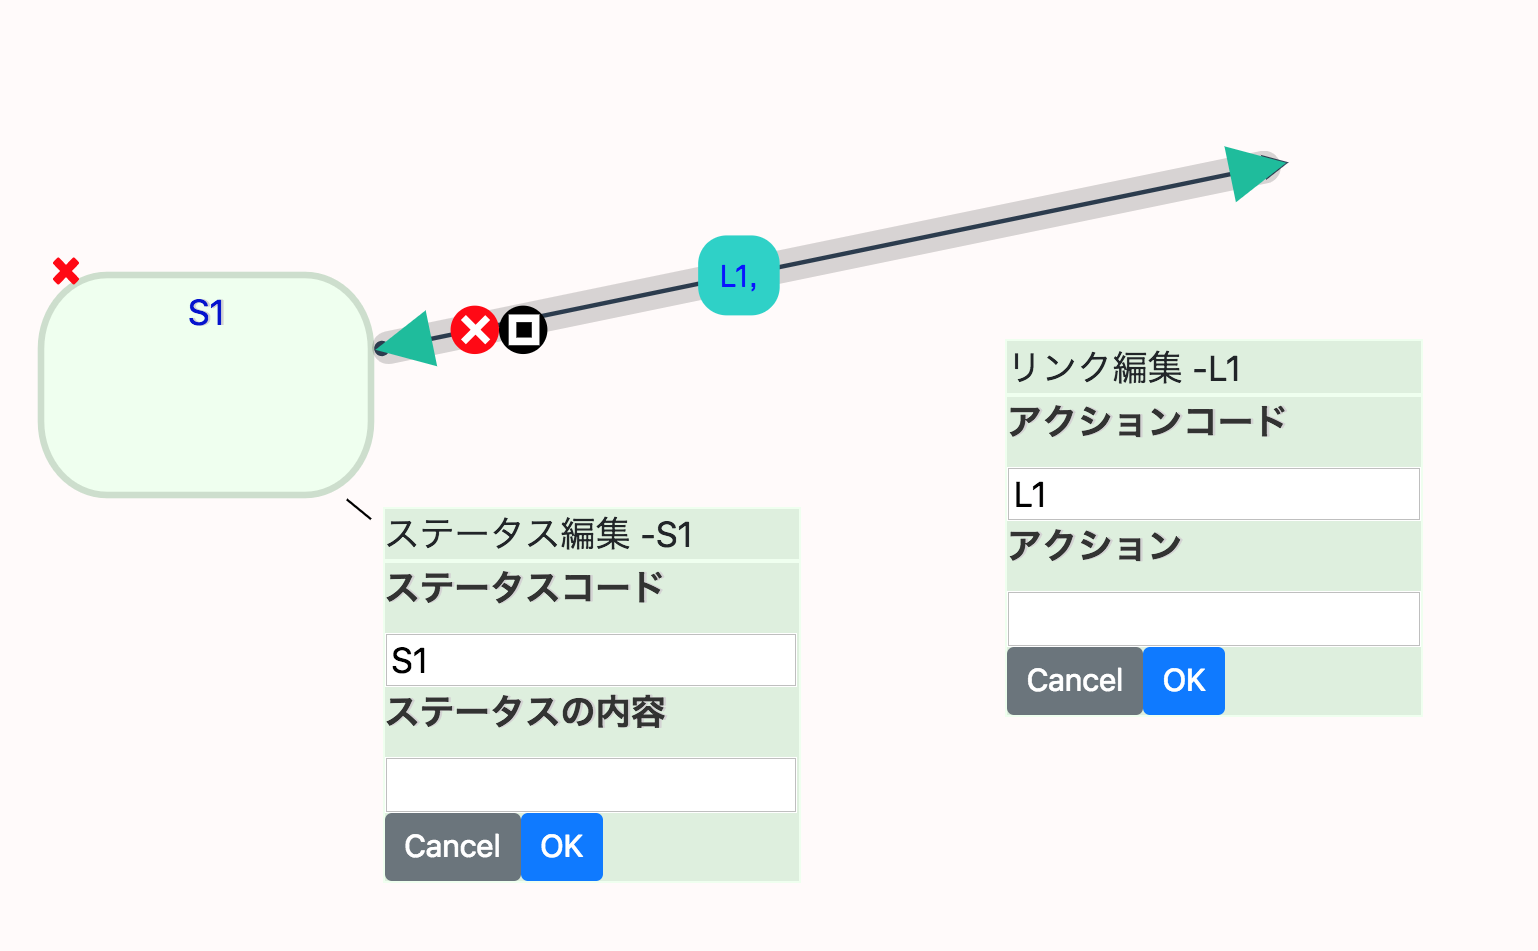 S1
L1,
ステータス編集 -S1
ステータスコード
S1
ステータスの内容
Cancel OK
リンク編集 -L1
アクションコード
L1
アクション
Cancel OK